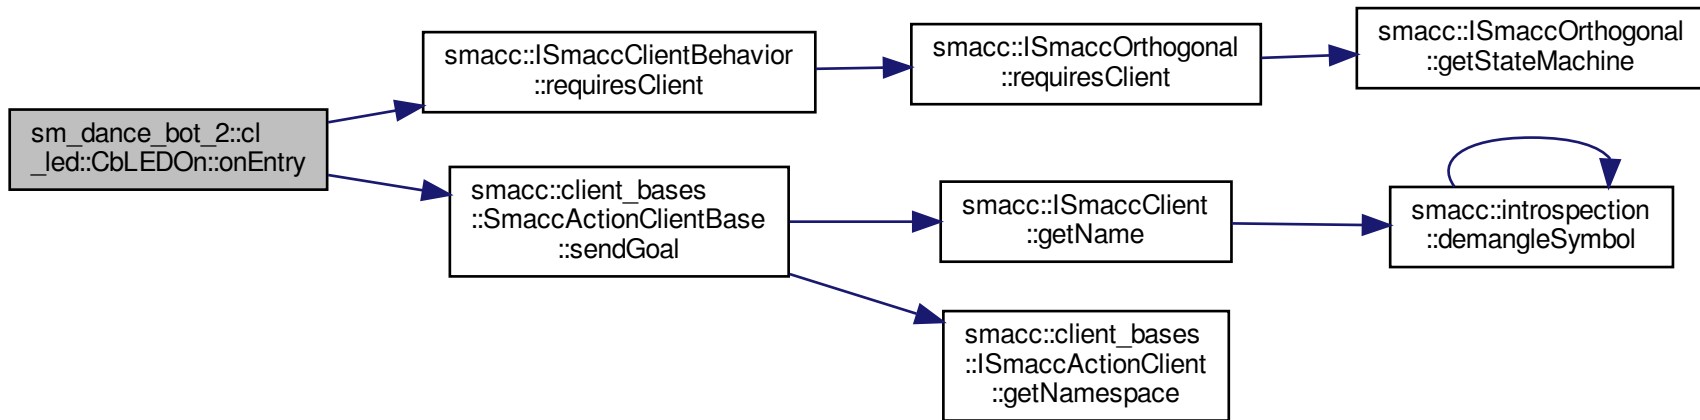 sm_dance_bot_2::cl
_led::CbLEDOn::onEntry
smacc::ISmaccClientBehavior
::requiresClient
smacc::ISmaccOrthogonal
::requiresClient
smacc::ISmaccOrthogonal
::getStateMachine
smacc::client_bases
::SmaccActionClientBase
::sendGoal
smacc::ISmaccClient
::getName
smacc::introspection
::demangleSymbol
smacc::client_bases
::ISmaccActionClient
::getNamespace